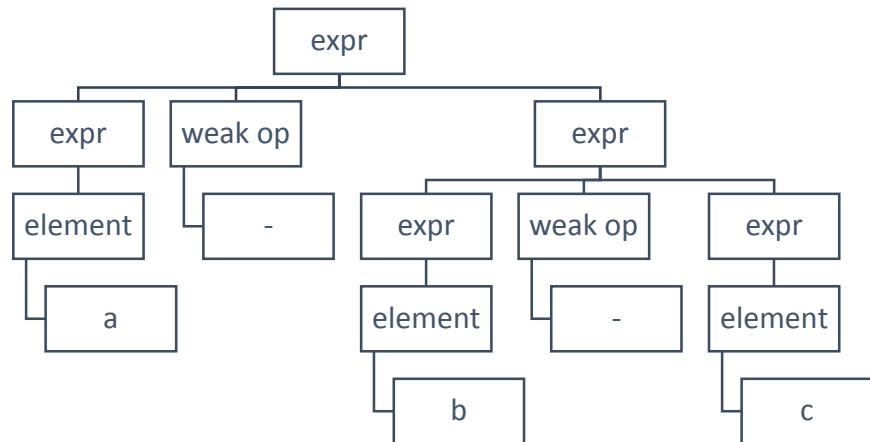 expr
expr weak op expr
element - expr weak op expr
a element - element
b c